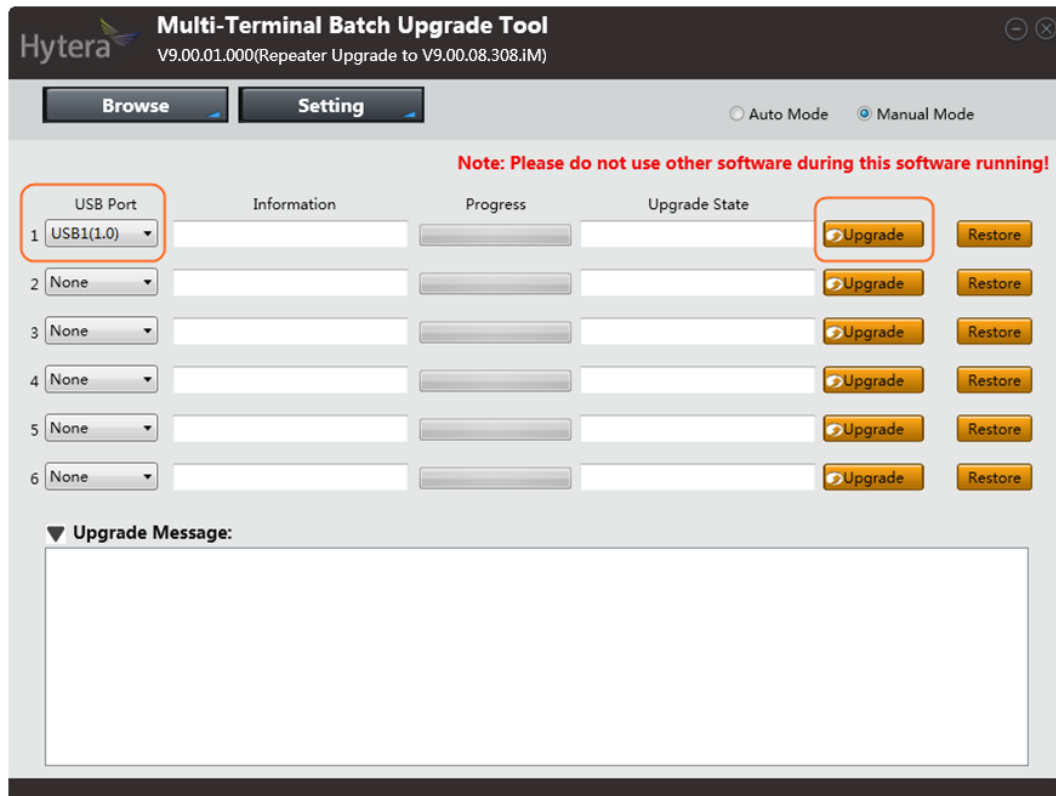 Hytera
Multi-Terminal Batch Upgrade Tool
V9.00.01.000(Repeater Upgrade to V9.00.08.308.iM)
Browse Setting Auto Mode Manual Mode
Note: Please do not use other software during this software running!
USB Port Information Progress Upgrade State
1 USB1(1.0) Upgrade Restore
2 None Upgrade Restore
3 None Upgrade Restore
4 None Upgrade Restore
5 None Upgrade Restore
6 None Upgrade Restore
Upgrade Message: